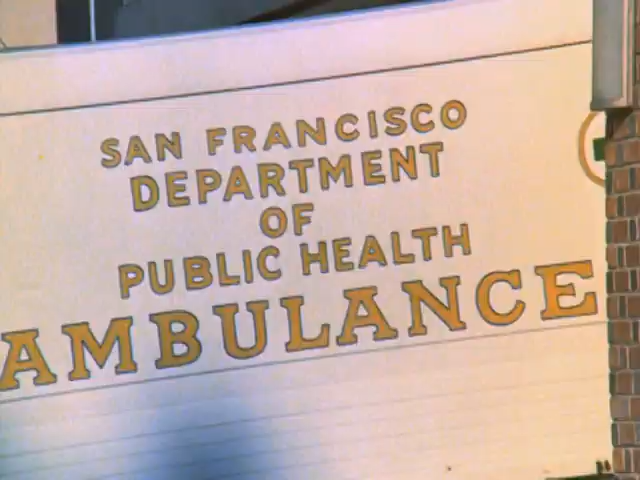 SAN FRANCISCO
DEPARTMENT
OF
PUBLIC HEALTH
AMBULANCE